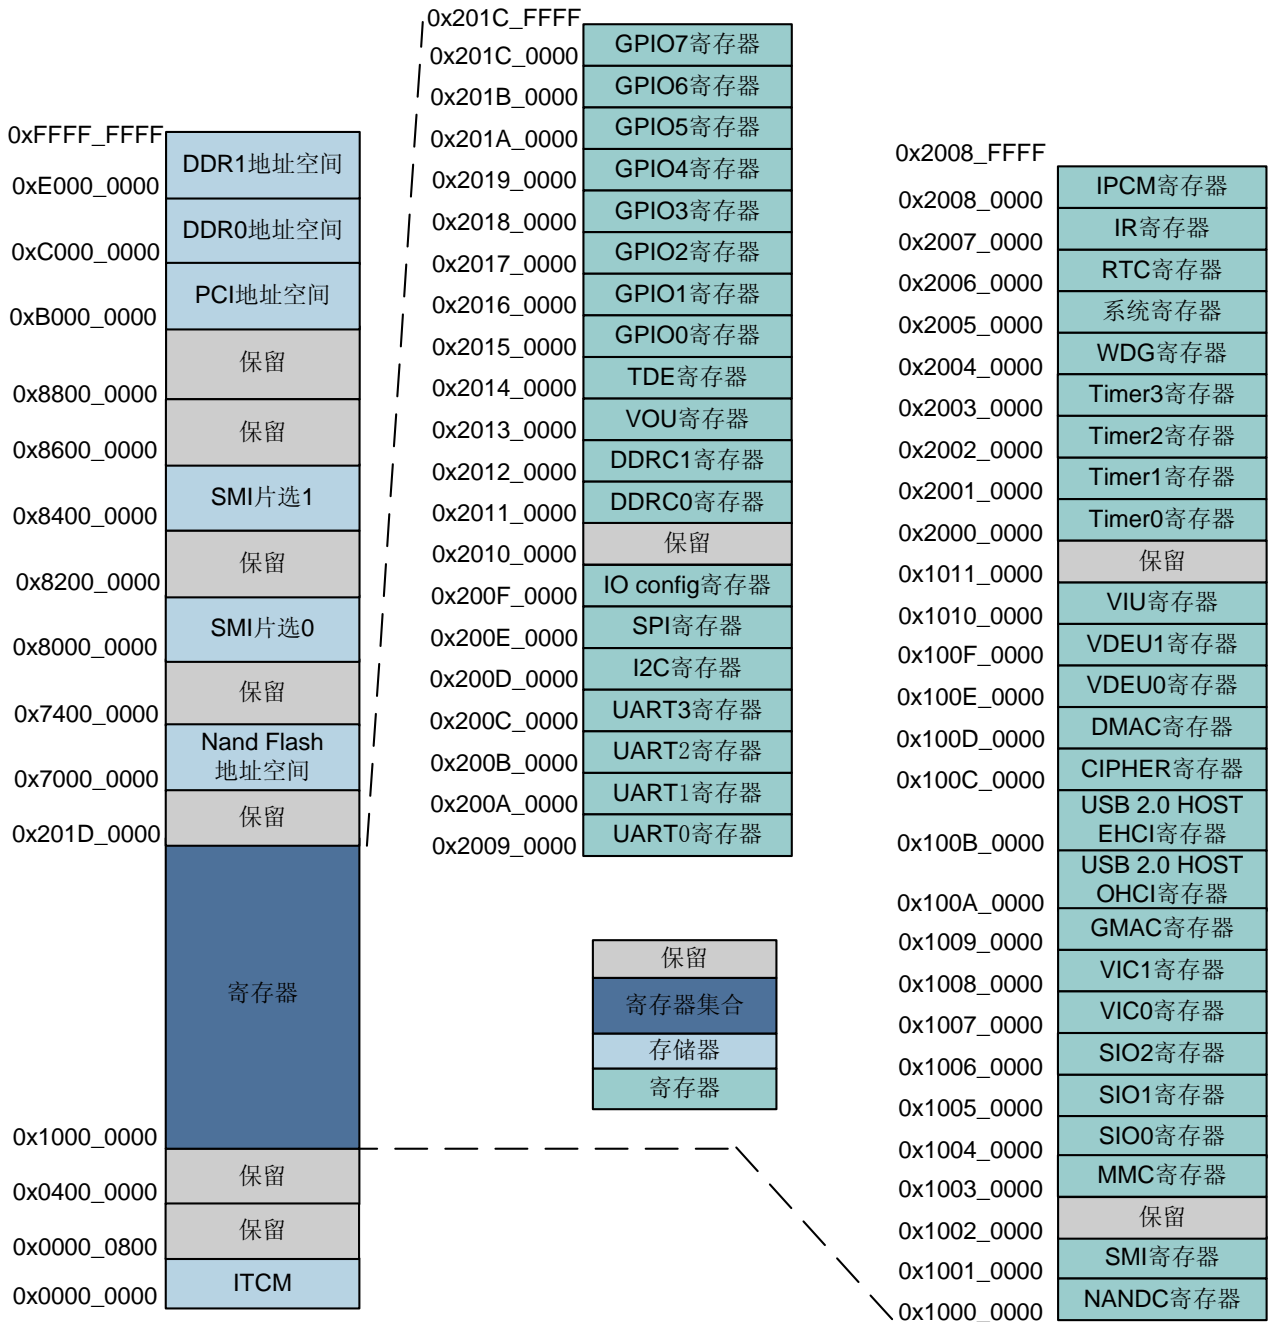 0xFFFF_FFFF
DDR1地址空间
0xE000_0000
DDR0地址空间
0xC000_0000
PCI地址空间
0xB000_0000
保留
0x8800_0000
保留
0x8600_0000
SMI片选1
0x8400_0000
保留
0x8200_0000
SMI片选0
0x8000_0000
保留
0x7400_0000
Nand Flash
地址空间
0x7000_0000
保留
0x201D_0000
寄存器
0x1000_0000
保留
0x0400_0000
保留
0x0000_0800
ITCM
0x0000_0000
0x201C_FFFF
GPIO7寄存器
0x201C_0000
GPIO6寄存器
0x201B_0000
GPIO5寄存器
0x201A_0000
GPIO4寄存器
0x2019_0000
GPIO3寄存器
0x2018_0000
GPIO2寄存器
0x2017_0000
GPIO1寄存器
0x2016_0000
GPIO0寄存器
0x2015_0000
TDE寄存器
0x2014_0000
VOU寄存器
0x2013_0000
DDRC1寄存器
0x2012_0000
DDRC0寄存器
0x2011_0000
保留
0x2010_0000
IO config寄存器
0x200F_0000
SPI寄存器
0x200E_0000
I2C寄存器
0x200D_0000
UART3寄存器
0x200C_0000
UART2寄存器
0x200B_0000
UART1寄存器
0x200A_0000
UART0寄存器
0x2009_0000
保留
寄存器集合
存储器
寄存器
0x2008_FFFF
IPCM寄存器
0x2008_0000
IR寄存器
0x2007_0000
RTC寄存器
0x2006_0000
系统寄存器
0x2005_0000
WDG寄存器
0x2004_0000
Timer3寄存器
0x2003_0000
Timer2寄存器
0x2002_0000
Timer1寄存器
0x2001_0000
Timer0寄存器
0x2000_0000
保留
0x1011_0000
VIU寄存器
0x1010_0000
VDEU1寄存器
0x100F_0000
VDEU0寄存器
0x100E_0000
DMAC寄存器
0x100D_0000
CIPHER寄存器
0x100C_0000
USB 2.0 HOST
EHCI寄存器
0x100B_0000
USB 2.0 HOST
OHCI寄存器
0x100A_0000
GMAC寄存器
0x1009_0000
VIC1寄存器
0x1008_0000
VIC0寄存器
0x1007_0000
SIO2寄存器
0x1006_0000
SIO1寄存器
0x1005_0000
SIO0寄存器
0x1004_0000
MMC寄存器
0x1003_0000
保留
0x1002_0000
SMI寄存器
0x1001_0000
NANDC寄存器
0x1000_0000